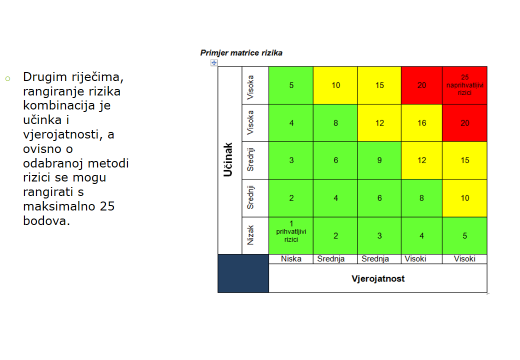 Primjer matrice rizika
Drugim riječima,
rangiranje rizika
kombinacija je
učinka i
vjerojatnosti, a
ovisno o
odabranoj metodi
rizici se mogu
rangirati s
maksimalno 25
bodova.
Učinak
Visoka 5 10 15 20 25 neprihvatljivi rizici
Visoka 4 8 12 16 20
Srednji 3 6 9 12 15
Srednji 2 4 6 8 10
Nizak 1 prihvatljivi rizici 2 3 4 5
Niska Srednja Srednja Visoki Visoki
Vjerojatnost